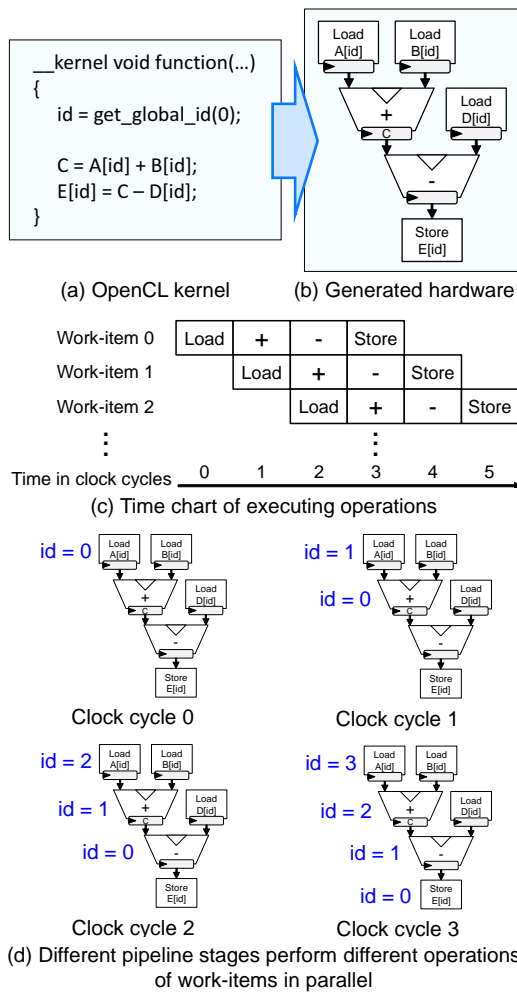 __kernel void function(…)
{
id = get_global_id(0);
C = A[id] + B[id];
E[id] = C – D[id];
}
Load
A[id]
Load
B[id]
+
C
Load
D[id]
-
Store
E[id]
(a) OpenCL kernel
(b) Generated hardware
Work-item 0 Load + - Store
Work-item 1 Load + - Store
Work-item 2 Load + - Store
Time in clock cycles 0 1 2 3 4 5
(c) Time chart of executing operations
id = 0
Load
A[id]
Load
B[id]
+
C
Load
D[id]
-
Store
E[id]
Clock cycle 0
id = 1
Load
A[id]
Load
B[id]
id = 0
+
C
Load
D[id]
-
Store
E[id]
Clock cycle 1
id = 2
Load
A[id]
Load
B[id]
id = 1
+
C
Load
D[id]
id = 0
-
Store
E[id]
Clock cycle 2
id = 3
Load
A[id]
Load
B[id]
id = 2
+
C
Load
D[id]
id = 1
-
id = 0
Store
E[id]
Clock cycle 3
(d) Different pipeline stages perform different operations
of work-items in parallel